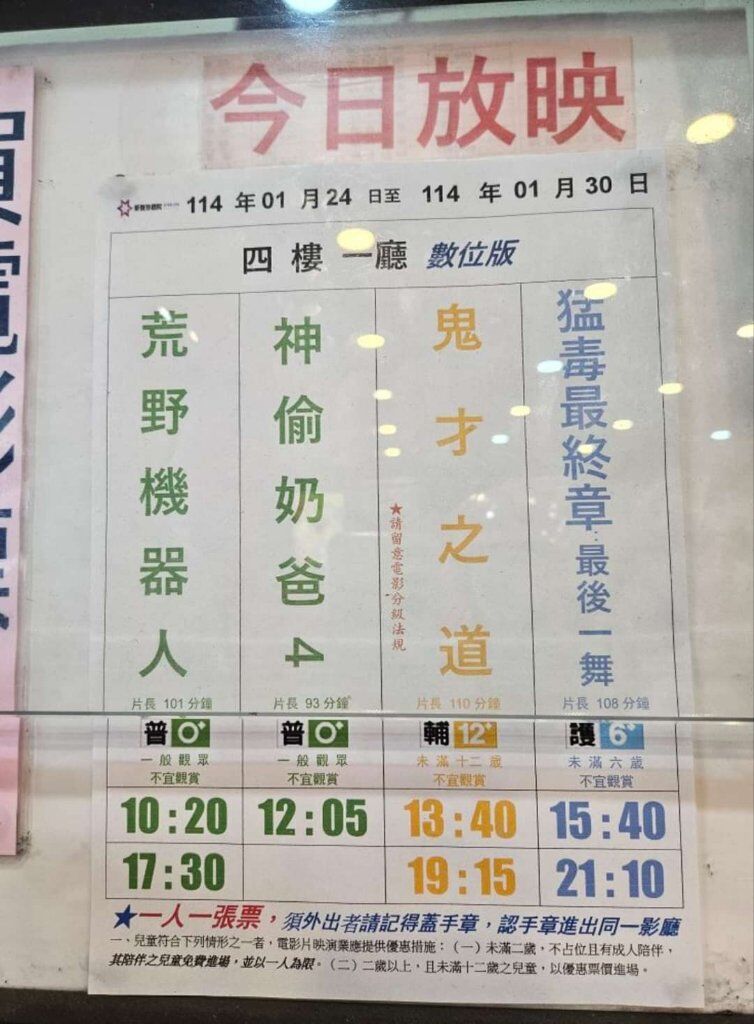 今日放映
114 年 01 月 24 日至 114 年 01 月 30 日
四樓一廳 數位版
荒野機器人
片長 101 分鐘
普 0+
一般觀眾
不宜觀賞
10:20
17:30
神偷奶爸4
片長 93 分鐘
普 0+
一般觀眾
不宜觀賞
12:05
★請留意電影分級法規
鬼才之道
片長 110 分鐘
輔 12+
未滿十二歲
不宜觀賞
13:40
19:15
猛毒最終章:最後一舞
片長 108 分鐘
護 6+
未滿六歲
不宜觀賞
15:40
21:10
★一人一張票,須外出者請記得蓋手章,認手章進出同一影廳
一、兒童符合下列情形之一者,電影片映演業應提供優惠措施:(一)未滿二歲,不占位且有成人陪伴,
其陪伴之兒童免費進場,並以一人為限。(二)二歲以上,且未滿十二歲之兒童,以優惠票價進場。